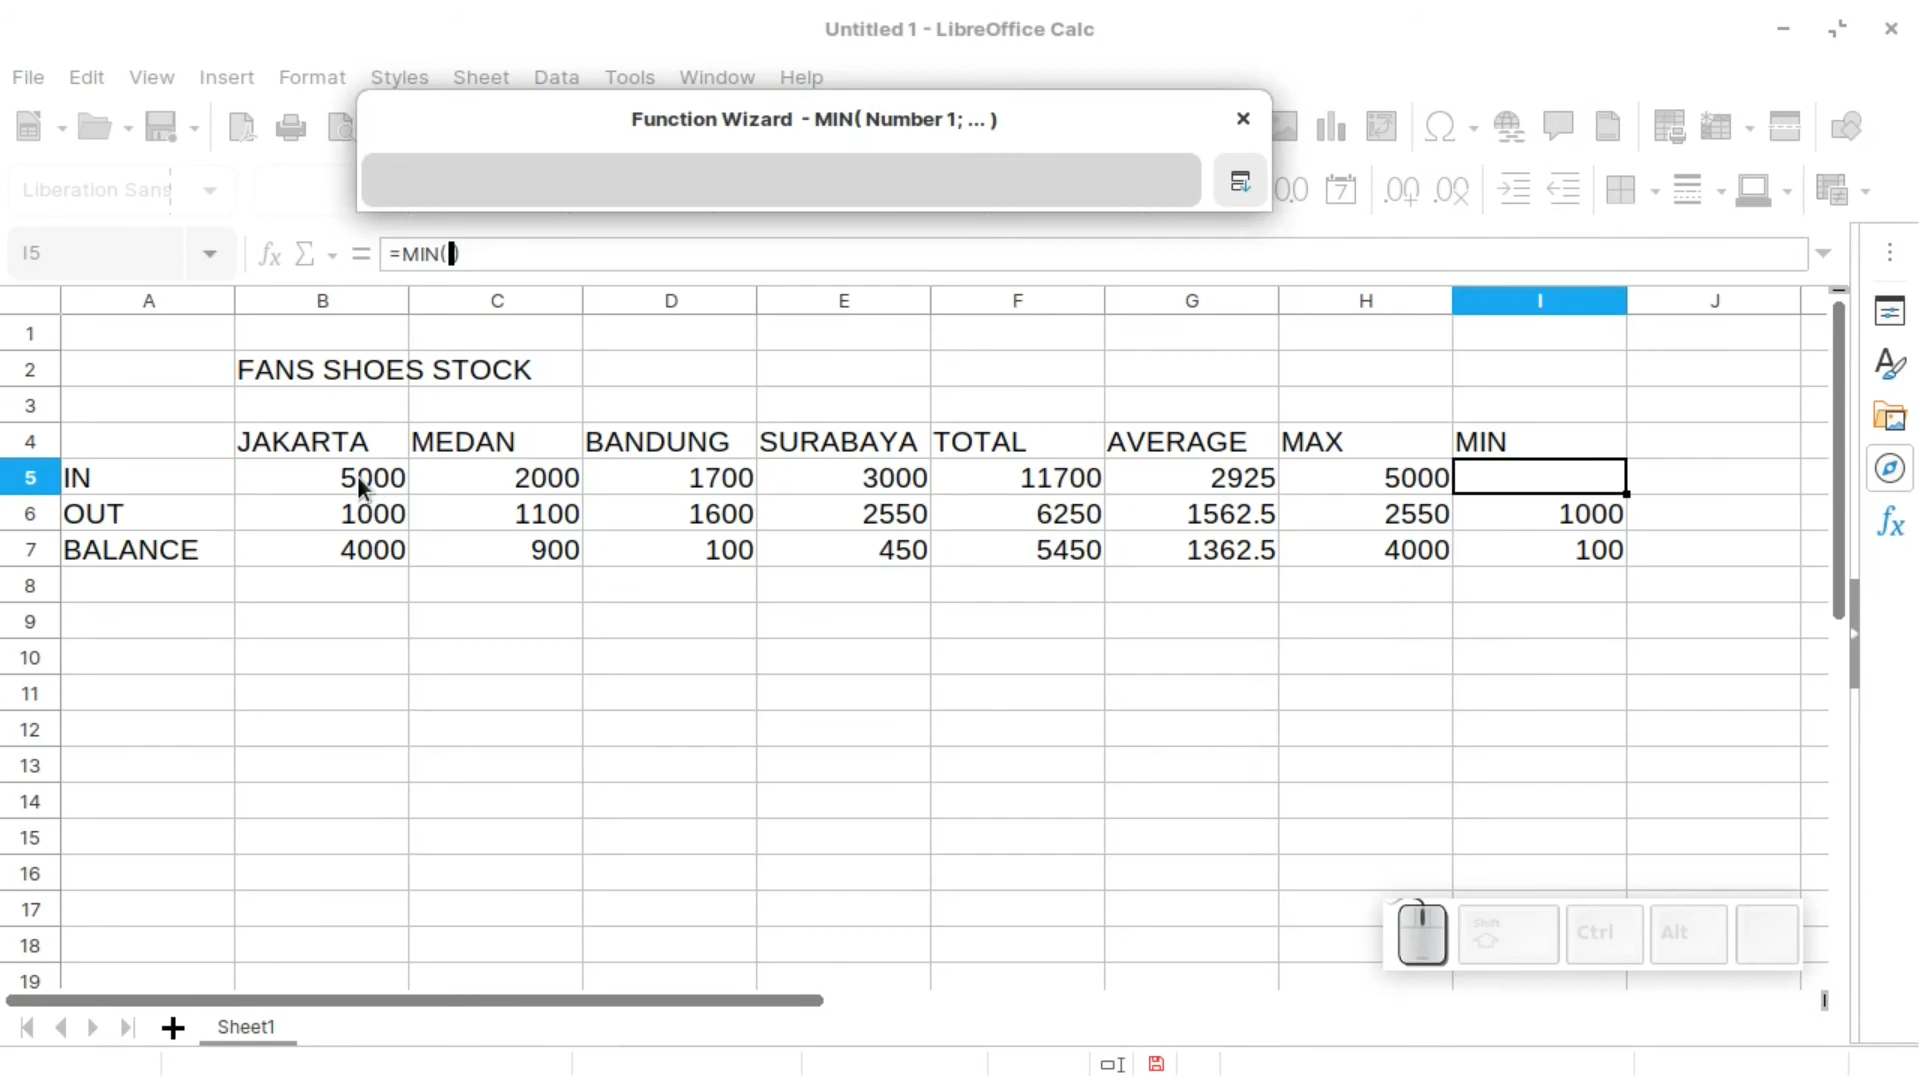 Untitled 1 - LibreOffice Calc
File Edit View Insert Format Styles Sheet Data Tools Window Help
Function Wizard - MIN( Number 1; ... )
Liberation Sans
I5
=MIN()
A B C D E F G H I J
1
2 FANS SHOES STOCK
3
4 JAKARTA MEDAN BANDUNG SURABAYA TOTAL AVERAGE MAX MIN
5 IN 5000 2000 1700 3000 11700 2925 5000
6 OUT 1000 1100 1600 2550 6250 1562.5 2550 1000
7 BALANCE 4000 900 100 450 5450 1362.5 4000 100
8
9
10
11
12
13
14
15
16
17
18
19
Shift Ctrl Alt
Sheet1